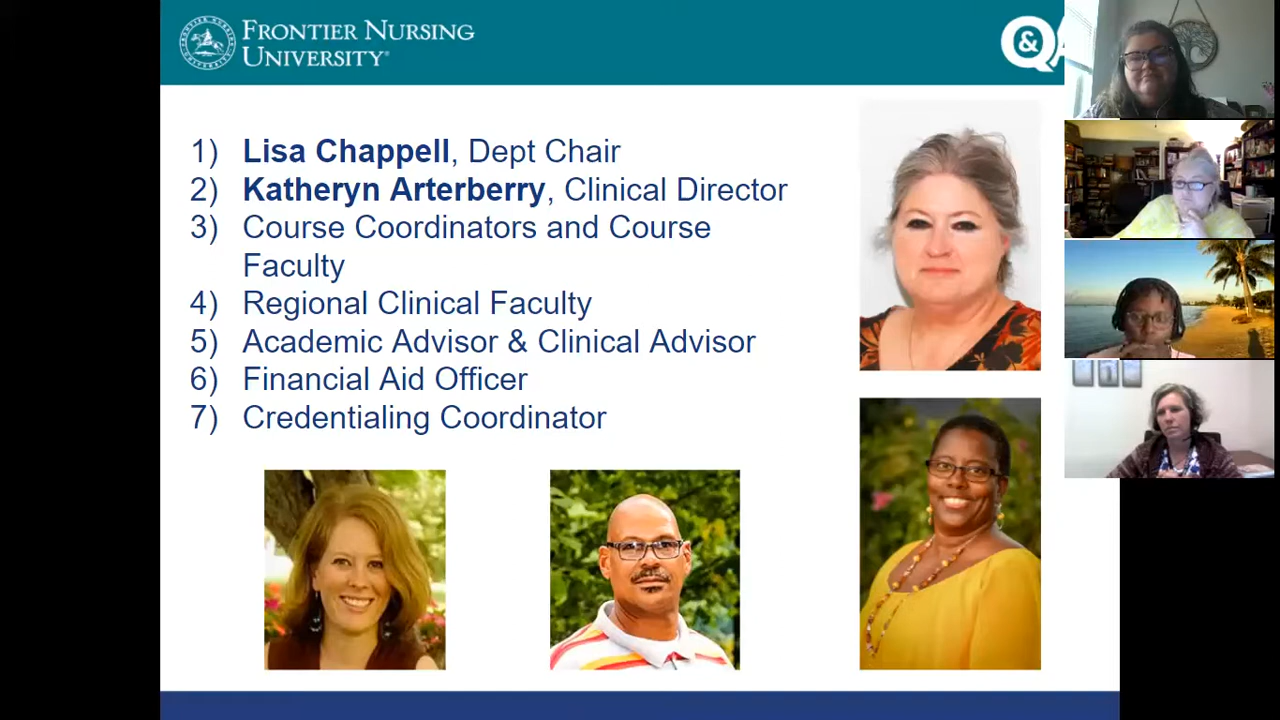 FRONTIER NURSING
UNIVERSITY
Q&A
1) Lisa Chappell, Dept Chair
2) Katheryn Arterberry, Clinical Director
3) Course Coordinators and Course
Faculty
4) Regional Clinical Faculty
5) Academic Advisor & Clinical Advisor
6) Financial Aid Officer
7) Credentialing Coordinator